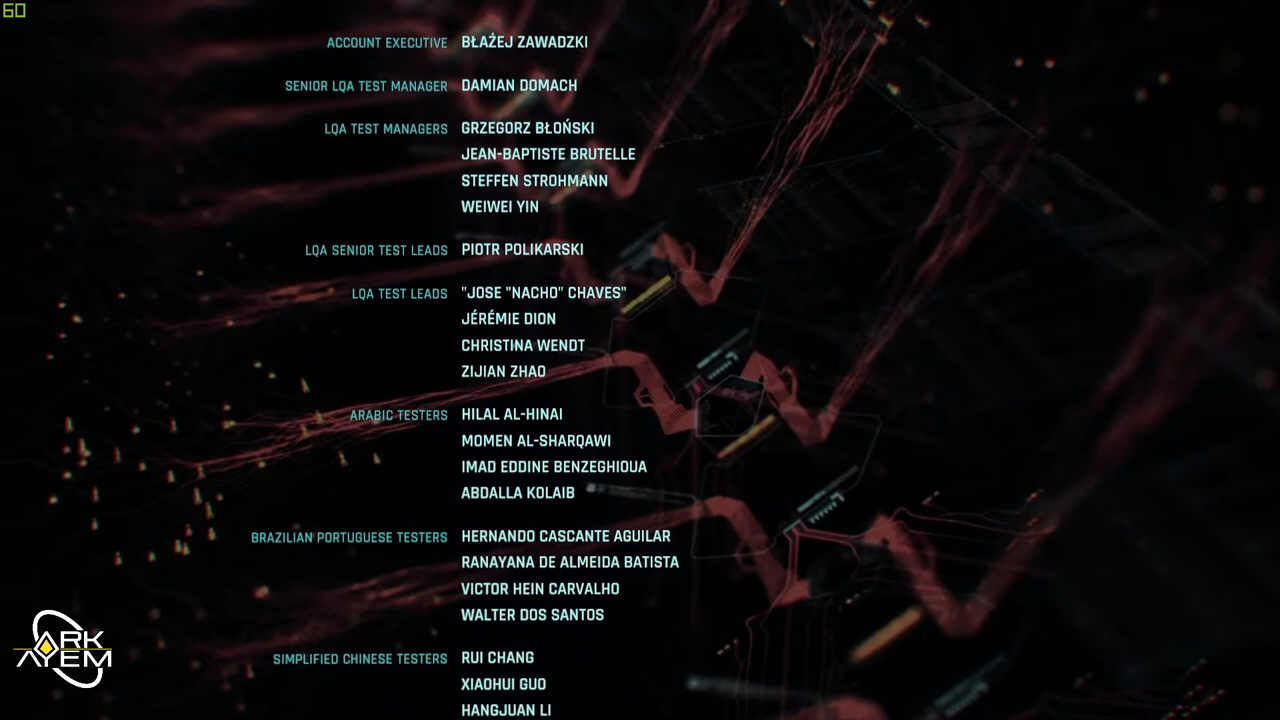 60
ACCOUNT EXECUTIVE BŁAŻEJ ZAWADZKI
SENIOR LQA TEST MANAGER DAMIAN DOMACH
LQA TEST MANAGERS GRZEGORZ BŁOŃSKI
JEAN-BAPTISTE BRUTELLE
STEFFEN STROHMANN
WEIWEI YIN
LQA SENIOR TEST LEADS PIOTR POLIKARSKI
LQA TEST LEADS "JOSE "NACHO" CHAVES"
JÉRÉMIE DION
CHRISTINA WENDT
ZIJIAN ZHAO
ARABIC TESTERS HILAL AL-HINAI
MOMEN AL-SHARQAWI
IMAD EDDINE BENZEGHIOUA
ABDALLA KOLAIB
BRAZILIAN PORTUGUESE TESTERS HERNANDO CASCANTE AGUILAR
RANAYANA DE ALMEIDA BATISTA
VICTOR HEIN CARVALHO
WALTER DOS SANTOS
SIMPLIFIED CHINESE TESTERS RUI CHANG
XIAOHUI GUO
HANGJUAN LI
ARK
AYEM